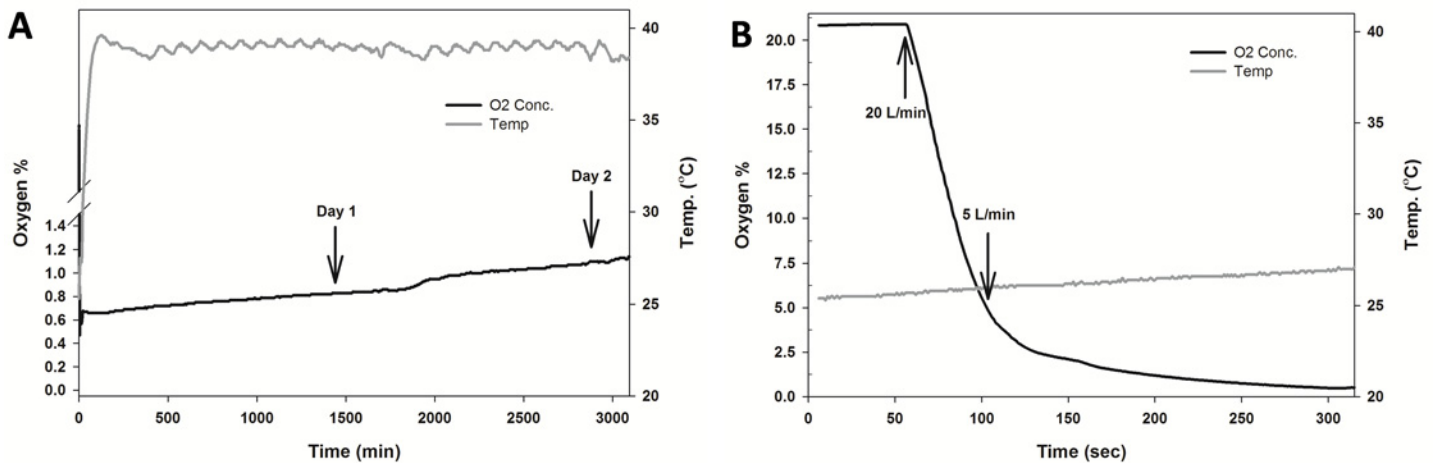 A
O2 Conc.
Temp
Day 1
Day 2
Oxygen %
1.4
1.2
1.0
0.8
0.6
0.4
0.2
0.0
40
35
30
25
20
Temp. (°C)
0 500 1000 1500 2000 2500 3000
Time (min)
B
O2 Conc.
Temp
20 L/min
5 L/min
Oxygen %
20.0
17.5
15.0
12.5
10.0
7.5
5.0
2.5
0.0
40
35
30
25
20
Temp. (°C)
0 50 100 150 200 250 300
Time (sec)